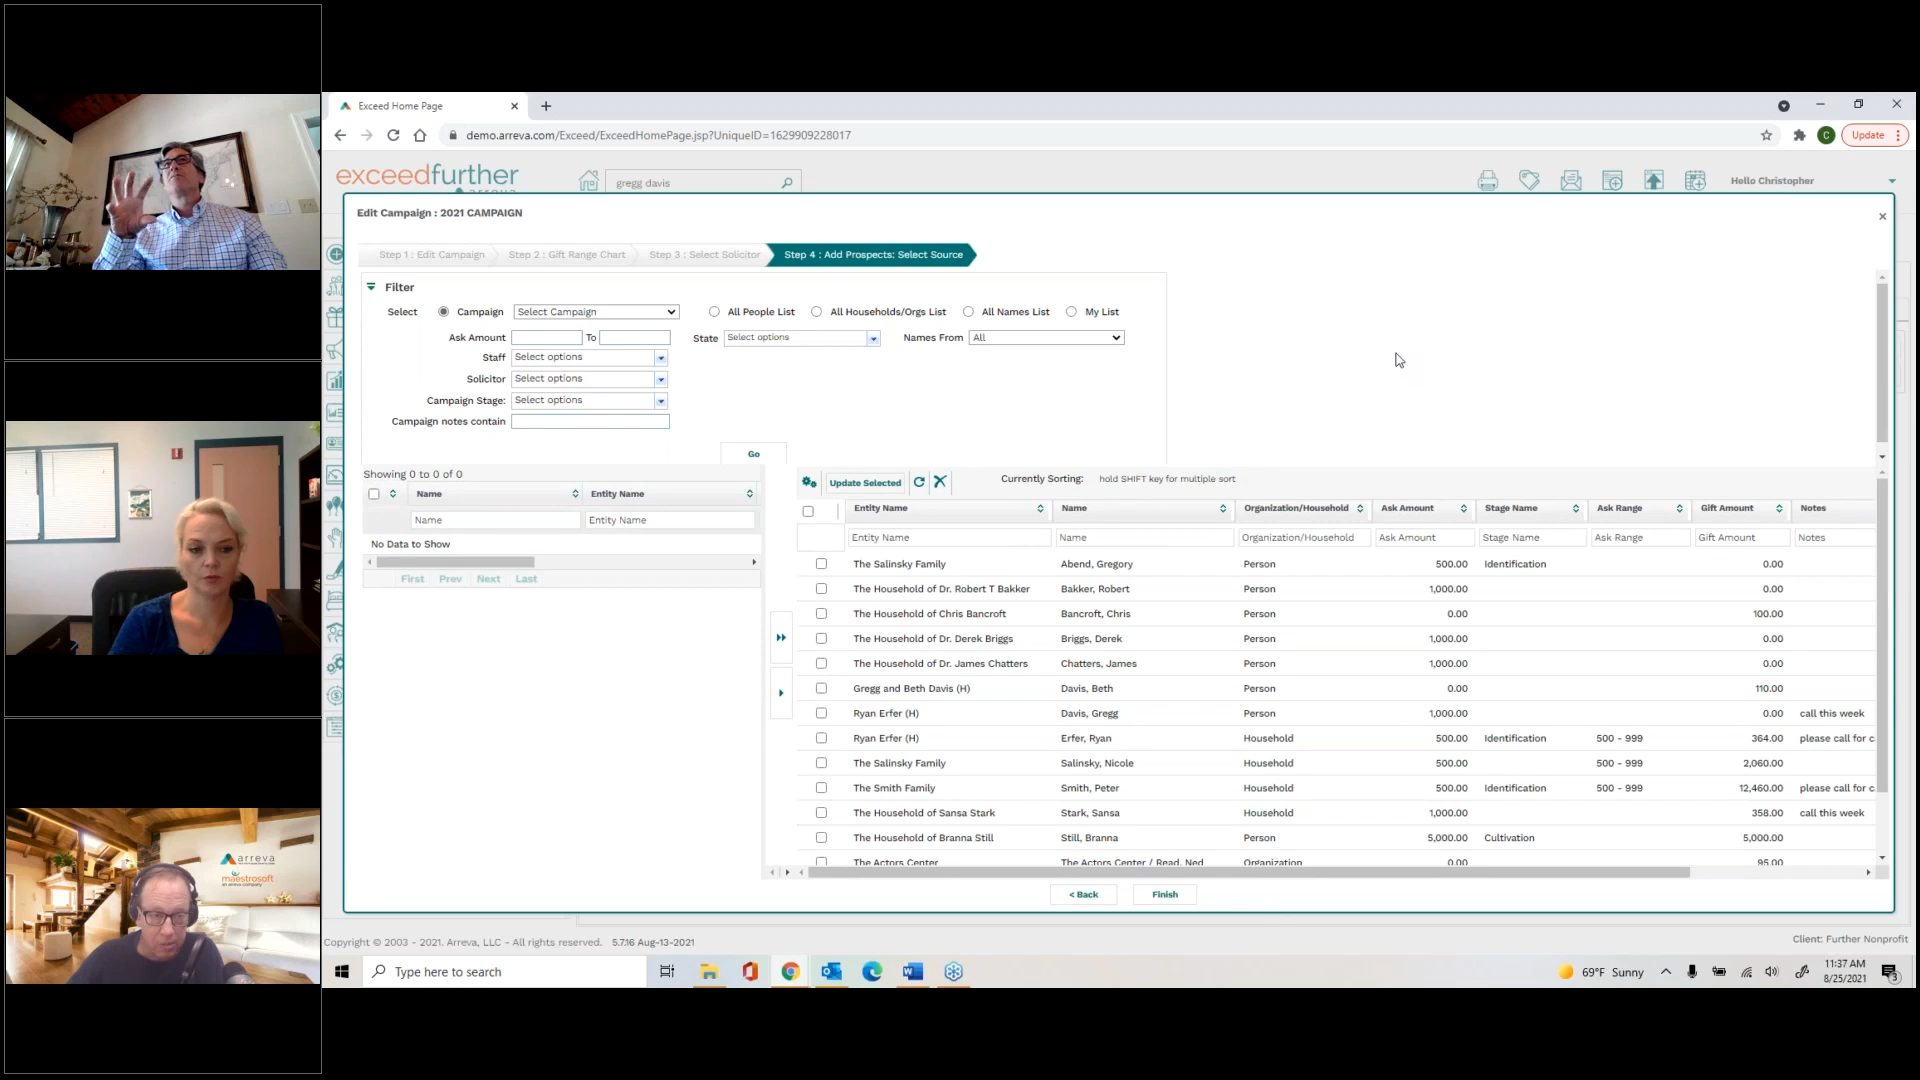 Exceed Home Page
demo.arreva.com/Exceed/ExceedHomePage.jsp?UniqueID=1629909228017
C
Update
exceedfurther
gregg davis
Hello Christopher
Edit Campaign : 2021 CAMPAIGN
Step 1 : Edit Campaign
Step 2 : Gift Range Chart
Step 3 : Select Solicitor
Step 4 : Add Prospects: Select Source
Filter
Select Campaign Select Campaign All People List All Households/Orgs List All Names List My List
Ask Amount To State Select options Names From All
Staff Select options
Solicitor Select options
Campaign Stage: Select options
Campaign notes contain
Go
Showing 0 to 0 of 0
Name Entity Name
Name Entity Name
No Data to Show
First Prev Next Last
Update Selected Currently Sorting: hold SHIFT key for multiple sort
Entity Name Name Organization/Household Ask Amount Stage Name Ask Range Gift Amount Notes
Entity Name Name Organization/Household Ask Amount Stage Name Ask Range Gift Amount Notes
The Salinsky Family Abend, Gregory Person 500.00 Identification 0.00
The Household of Dr. Robert T Bakker Bakker, Robert Person 1,000.00 0.00
The Household of Chris Bancroft Bancroft, Chris Person 0.00 100.00
The Household of Dr. Derek Briggs Briggs, Derek Person 1,000.00 0.00
The Household of Dr. James Chatters Chatters, James Person 1,000.00 0.00
Gregg and Beth Davis (H) Davis, Beth Person 0.00 110.00
Ryan Erfer (H) Davis, Gregg Person 1,000.00 0.00 call this week
Ryan Erfer (H) Erfer, Ryan Household 500.00 Identification 500 - 999 364.00 please call for c
The Salinsky Family Salinsky, Nicole Household 500.00 500 - 999 2,060.00
The Smith Family Smith, Peter Household 500.00 Identification 500 - 999 12,460.00 please call for c
The Household of Sansa Stark Stark, Sansa Household 1,000.00 358.00 call this week
The Household of Branna Still Still, Branna Person 5,000.00 Cultivation 5,000.00
The Actors Center The Actors Center / Read, Ned Organization 0.00 95.00
< Back Finish
Copyright © 2003 - 2021. Arreva, LLC - All rights reserved. 5.7.16 Aug-13-2021
Client: Further Nonprofit
Type here to search
69°F Sunny
11:37 AM
8/25/2021
3
arreva
maestrosoft
an arreva company